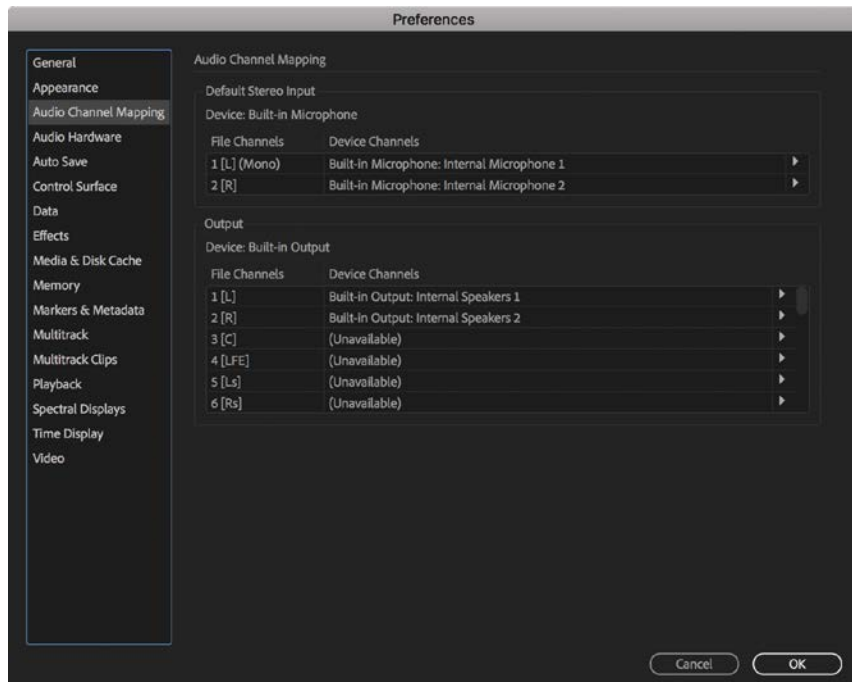 Preferences
General
Appearance
Audio Channel Mapping
Audio Hardware
Auto Save
Control Surface
Data
Effects
Media & Disk Cache
Memory
Markers & Metadata
Multitrack
Multitrack Clips
Playback
Spectral Displays
Time Display
Video
Audio Channel Mapping
Default Stereo Input
Device: Built-in Microphone
File Channels Device Channels
1 [L] (Mono) Built-in Microphone: Internal Microphone 1
2 [R] Built-in Microphone: Internal Microphone 2
Output
Device: Built-in Output
File Channels Device Channels
1 [L] Built-in Output: Internal Speakers 1
2 [R] Built-in Output: Internal Speakers 2
3 [C] (Unavailable)
4 [LFE] (Unavailable)
5 [Ls] (Unavailable)
6 [Rs] (Unavailable)
Cancel OK